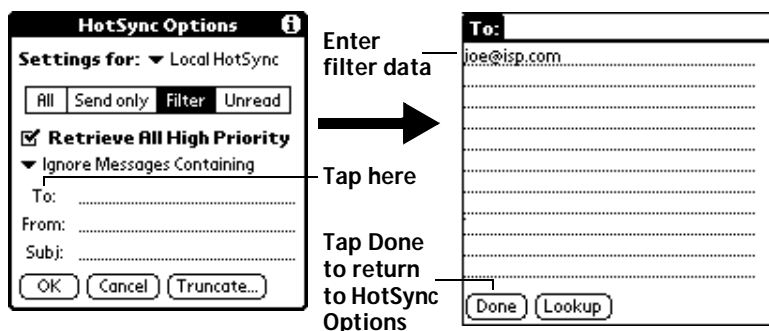 HotSync Options
Settings for: Local HotSync
All Send only Filter Unread
Retrieve All High Priority
Ignore Messages Containing
To:
From:
Subj:
OK Cancel Truncate...
Enter
filter data
Tap here
Tap Done
to return
to HotSync
Options
To:
joe@isp.com
Done Lookup